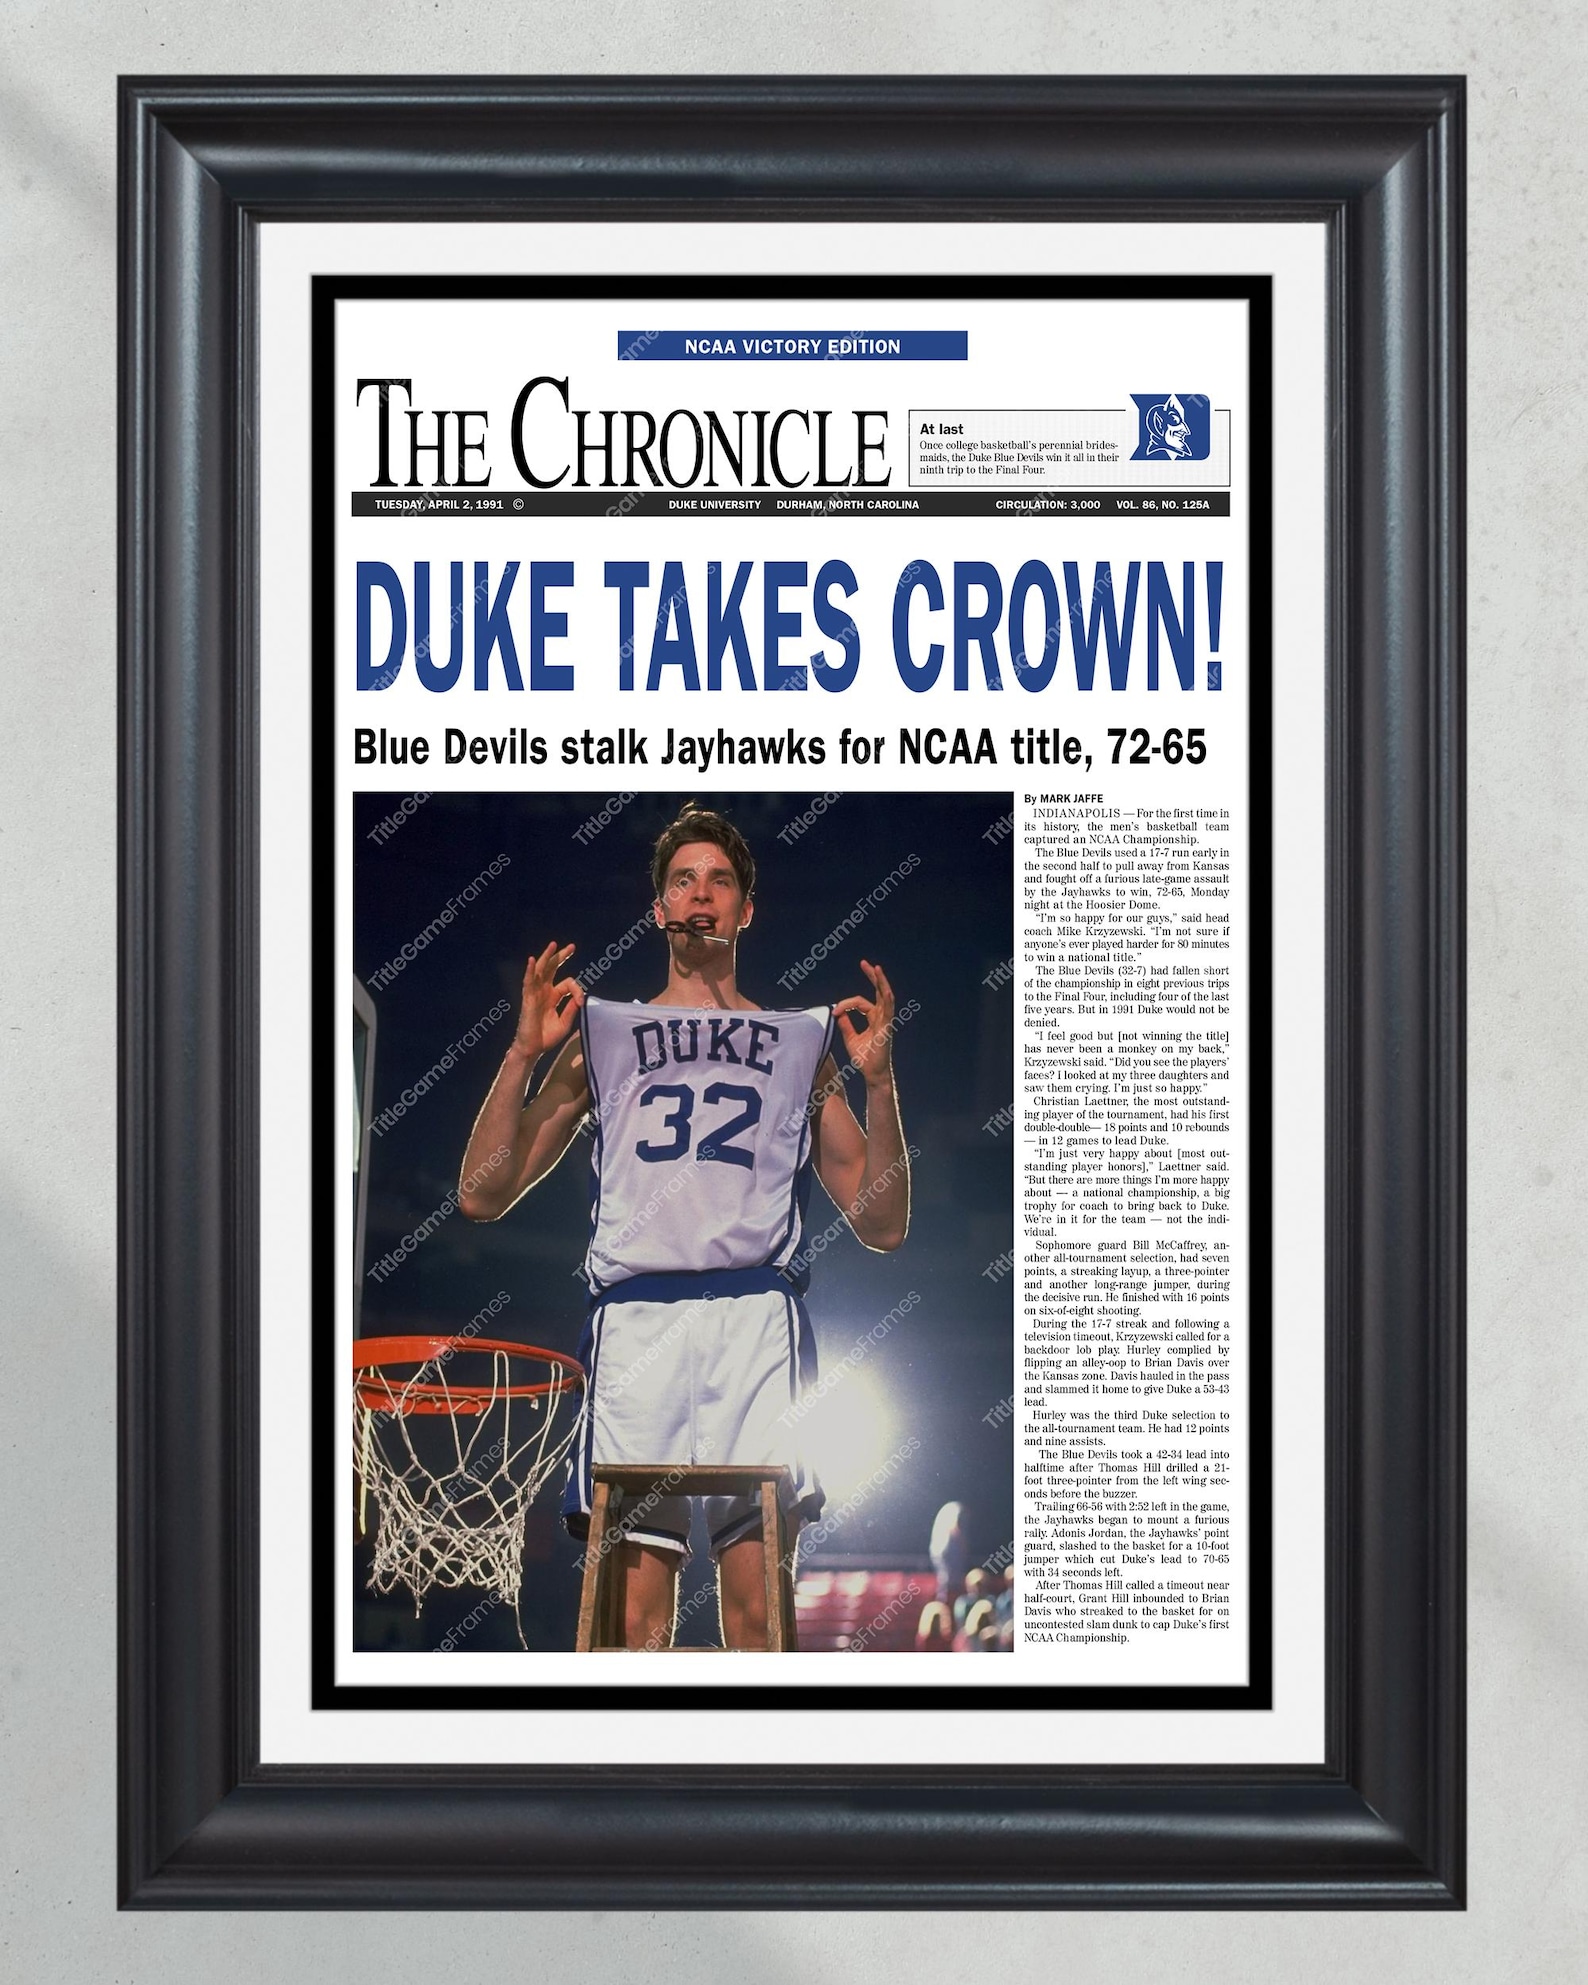 NCAA VICTORY EDITION
THE CHRONICLE
At last
Once college basketball's perennial brides-
maids, the Duke Blue Devils win it all in their
ninth trip to the Final Four.
TUESDAY, APRIL 2, 1991 © DUKE UNIVERSITY DURHAM, NORTH CAROLINA CIRCULATION: 3,000 VOL. 86, NO. 125A
DUKE TAKES CROWN!
Blue Devils stalk Jayhawks for NCAA title, 72-65
DUKE
32
By MARK JAFFE
INDIANAPOLIS — For the first time in
its history, the men's basketball team
captured an NCAA Championship.
The Blue Devils used a 17-7 run early in
the second half to pull away from Kansas
and fought off a furious late-game assault
by the Jayhawks to win, 72-65, Monday
night at the Hoosier Dome.
"I'm so happy for our guys," said head
coach Mike Krzyzewski. "I'm not sure if
anyone's ever played harder for 80 minutes
to win a national title."
The Blue Devils (32-7) had fallen short
of the championship in eight previous trips
to the Final Four, including four of the last
five years. But in 1991 Duke would not be
denied.
"I feel good but [not winning the title]
has never been a monkey on my back,"
Krzyzewski said. "Did you see the players'
faces? I looked at my three daughters and
saw them crying. I'm just so happy."
Christian Laettner, the most outstand-
ing player of the tournament, had his first
double-double— 18 points and 10 rebounds
— in 12 games to lead Duke.
"I'm just very happy about [most out-
standing player honors]," Laettner said.
"But there are more things I'm more happy
about — a national championship, a big
trophy for coach to bring back to Duke.
We're in it for the team — not the indi-
vidual.
Sophomore guard Bill McCaffrey, an-
other all-tournament selection, had seven
points, a streaking layup, a three-pointer
and another long-range jumper, during
the decisive run. He finished with 16 points
on six-of-eight shooting.
During the 17-7 streak and following a
television timeout, Krzyzewski called for a
backdoor lob play. Hurley complied by
flipping an alley-oop to Brian Davis over
the Kansas zone. Davis hauled in the pass
and slammed it home to give Duke a 53-43
lead.
Hurley was the third Duke selection to
the all-tournament team. He had 12 points
and nine assists.
The Blue Devils took a 42-34 lead into
halftime after Thomas Hill drilled a 21-
foot three-pointer from the left wing sec-
onds before the buzzer.
Trailing 66-56 with 2:52 left in the game,
the Jayhawks began to mount a furious
rally. Adonis Jordan, the Jayhawks' point
guard, slashed to the basket for a 10-foot
jumper which cut Duke's lead to 70-65
with 34 seconds left.
After Thomas Hill called a timeout near
half-court, Grant Hill inbounded to Brian
Davis who streaked to the basket for on
uncontested slam dunk to cap Duke's first
NCAA Championship.
TitleGameFrames